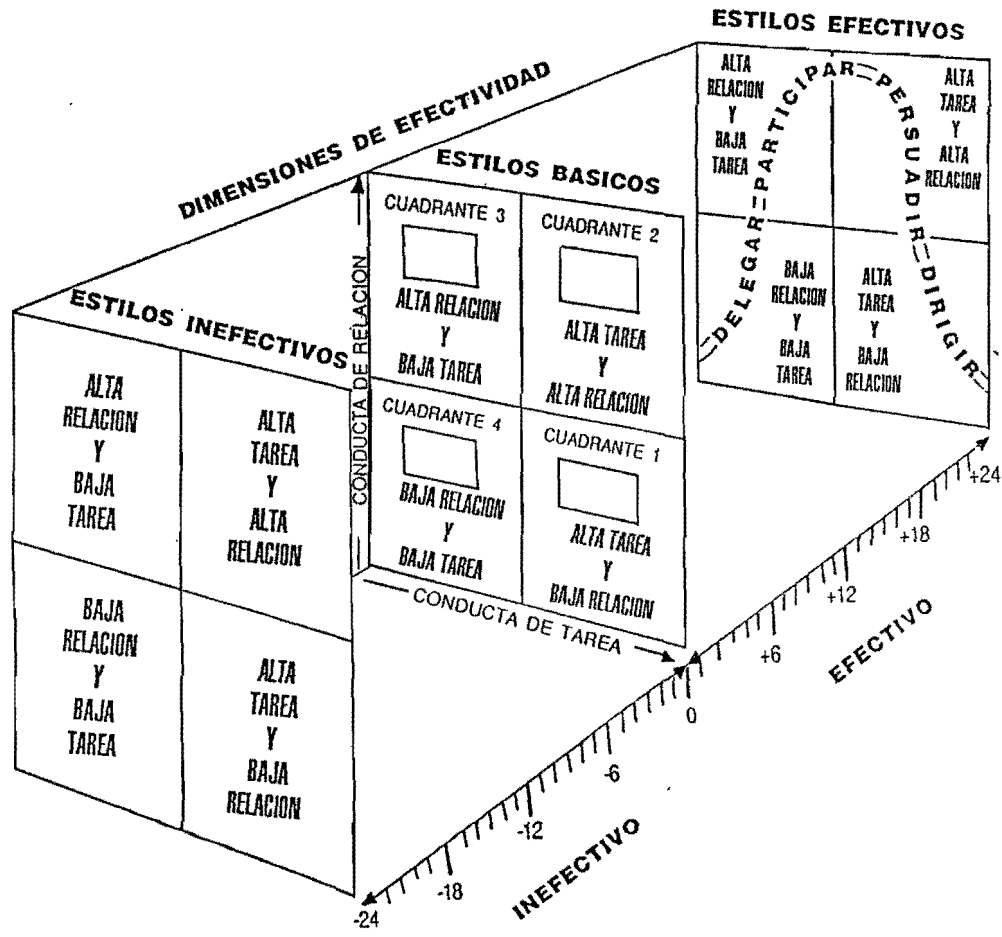 ESTILOS EFECTIVOS
ALTA
RELACION
Y
BAJA
TAREA
ALTA
TAREA
Y
ALTA
RELACION
BAJA
RELACION
Y
BAJA
TAREA
ALTA
TAREA
Y
BAJA
RELACION
DELEGAR PARTICIPAR PERSUADIR DIRIGIR
DIMENSIONES DE EFECTIVIDAD
ESTILOS BASICOS
CUADRANTE 3
ALTA RELACION
Y
BAJA TAREA
CUADRANTE 2
ALTA TAREA
Y
ALTA RELACION
CUADRANTE 4
BAJA RELACION
Y
BAJA TAREA
CUADRANTE 1
ALTA TAREA
Y
BAJA RELACION
CONDUCTA DE RELACION
CONDUCTA DE TAREA
ESTILOS INEFECTIVOS
ALTA
RELACION
Y
BAJA
TAREA
ALTA
TAREA
Y
ALTA
RELACION
BAJA
RELACION
Y
BAJA
TAREA
ALTA
TAREA
Y
BAJA
RELACION
+24
+18
+12
+6
0
-6
-12
-18
-24
EFECTIVO
INEFECTIVO